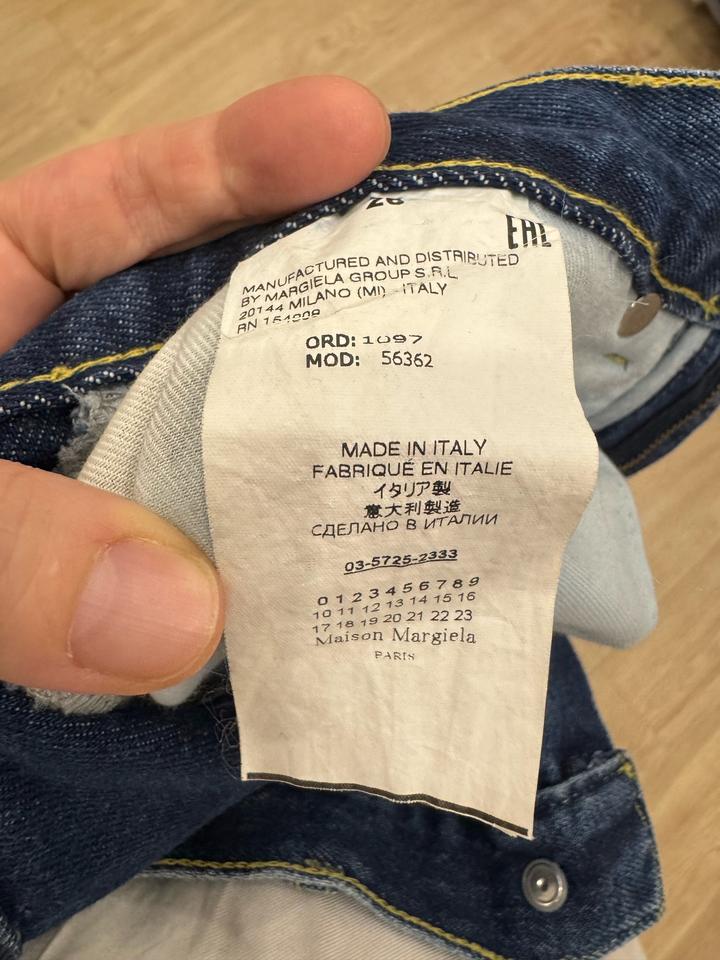 26
EAC
MANUFACTURED AND DISTRIBUTED
BY MARGIELA GROUP S.R.L
20144 MILANO (MI) - ITALY
RN 154909
ORD: 1097
MOD: 56362
MADE IN ITALY
FABRIQUÉ EN ITALIE
イタリア製
意大利製造
СДЕЛАНО В ИТАЛИИ
03-5725-2333
0 1 2 3 4 5 6 7 8 9
10 11 12 13 14 15 16
17 18 19 20 21 22 23
Maison Margiela
PARIS